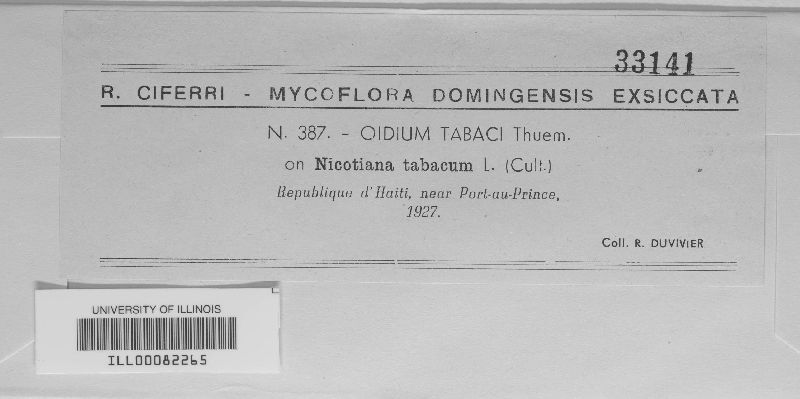 33141
R. CIFERRI - MYCOFLORA DOMINGENSIS EXSICCATA
N. 387. - OIDIUM TABACI Thuem.
on Nicotiana tabacum L. (Cult.)
Republique d'Haiti, near Port-au-Prince,
1927.
Coll. R. DUVIVIER
UNIVERSITY OF ILLINOIS
ILL00082265